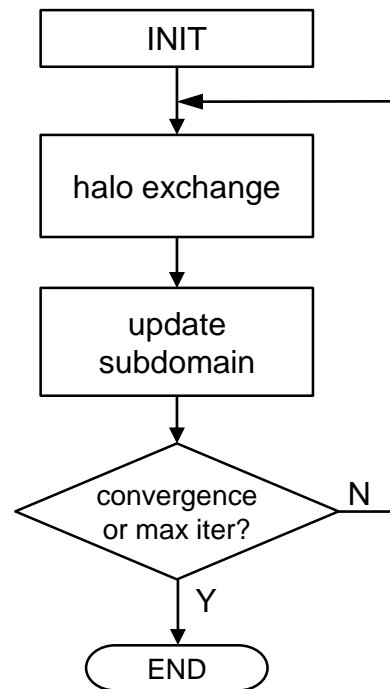 INIT
halo exchange
update
subdomain
convergence
or max iter?
N
Y
END